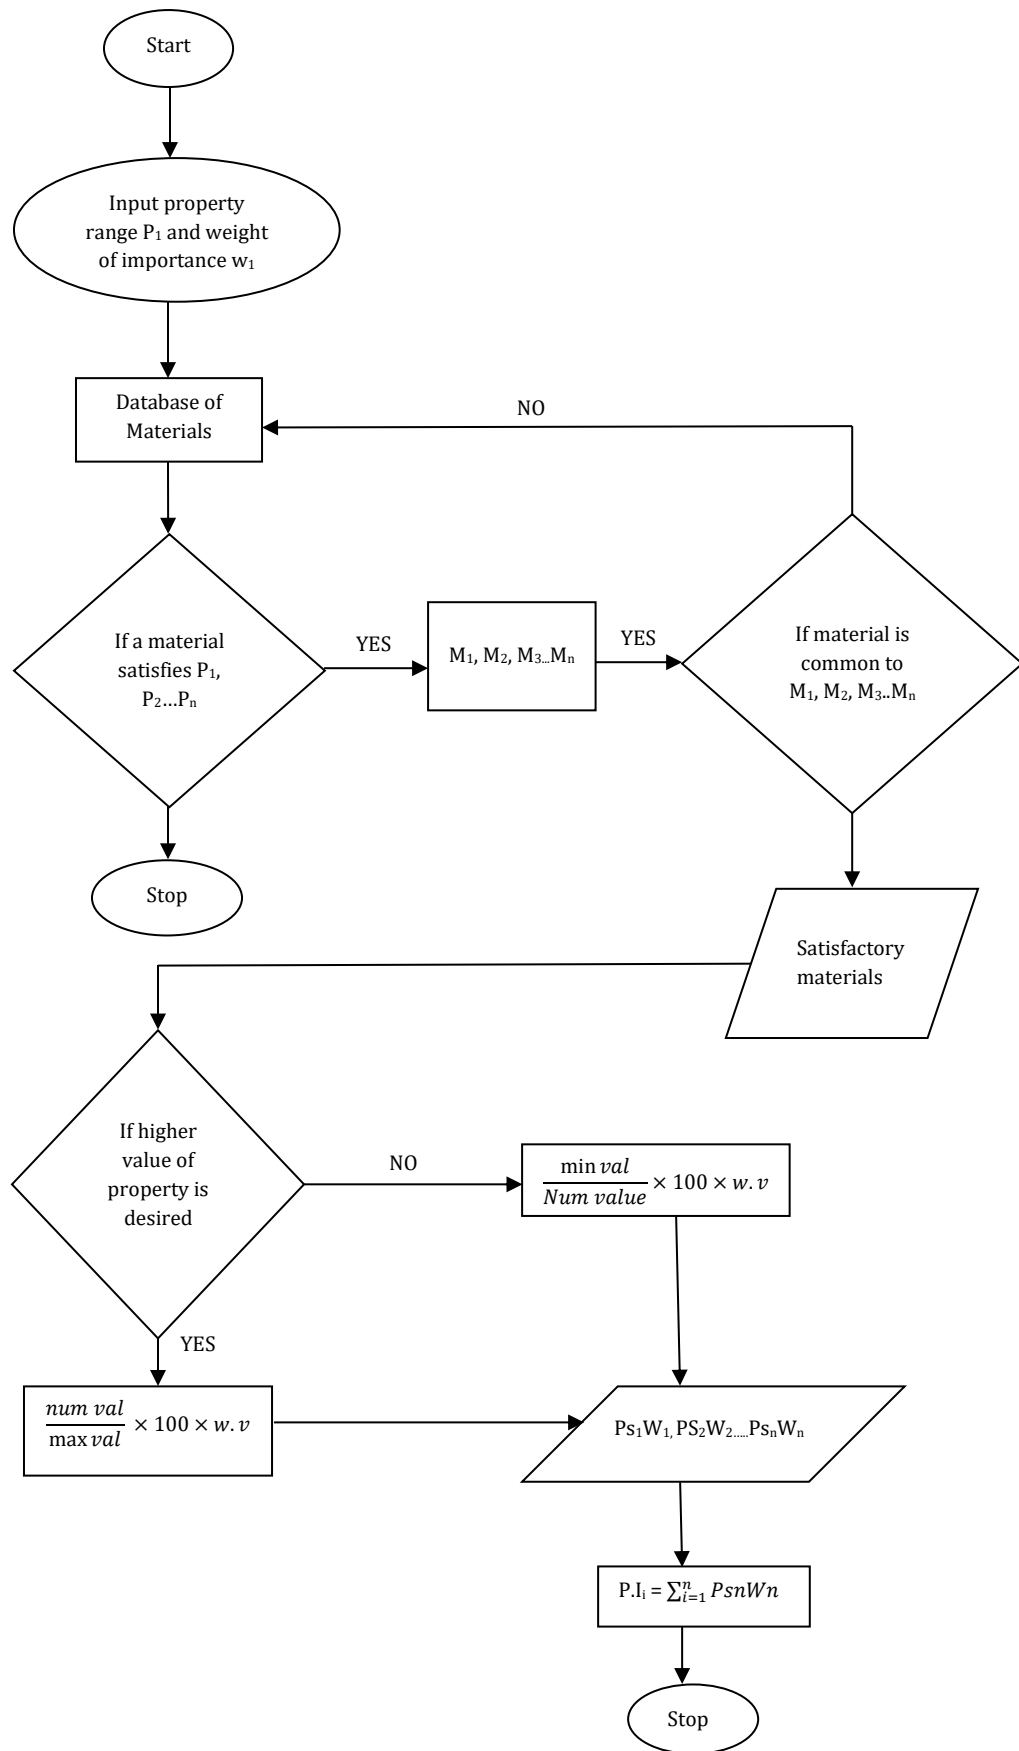 Start
Input property
range P₁ and weight
of importance w₁
Database of
Materials
NO
If a material
satisfies P₁,
P₂...Pₙ
YES
M₁, M₂, M₃...Mₙ
YES
If material is
common to
M₁, M₂, M₃..Mₙ
Stop
Satisfactory
materials
If higher
value of
property is
desired
NO
min val
Num value × 100 × w. v
YES
num val
max val × 100 × w. v
Ps₁W₁, PS₂W₂.....PsₙWₙ
P.Iᵢ = ∑ⁿᵢ₌₁ PsnWn
Stop